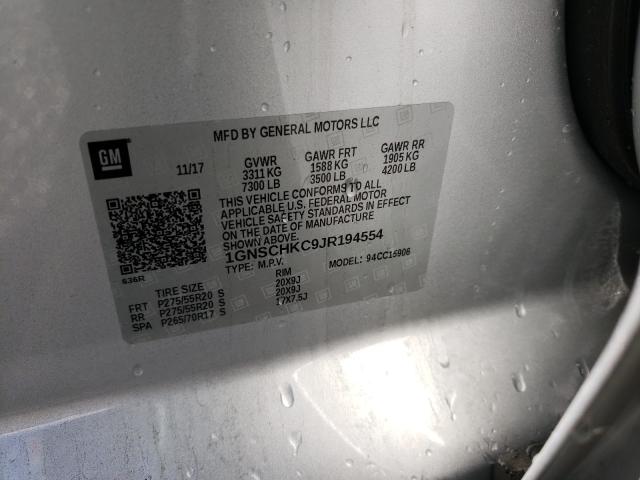 MFD BY GENERAL MOTORS LLC
GM
11/17
GVWR GAWR FRT GAWR RR
3311 KG 1588 KG 1905 KG
7300 LB 3500 LB 4200 LB
THIS VEHICLE CONFORMS TO ALL
APPLICABLE U.S. FEDERAL MOTOR
VEHICLE SAFETY STANDARDS IN EFFECT
ON THE DATE OF MANUFACTURE
SHOWN ABOVE.
1GNSCHKC9JR194554
TYPE: M.P.V. MODEL: 94CC15906
636R
TIRE SIZE RIM
FRT P275/55R20 S 20X9J
RR P275/55R20 S 20X9J
SPA P265/70R17 S 17X7.5J